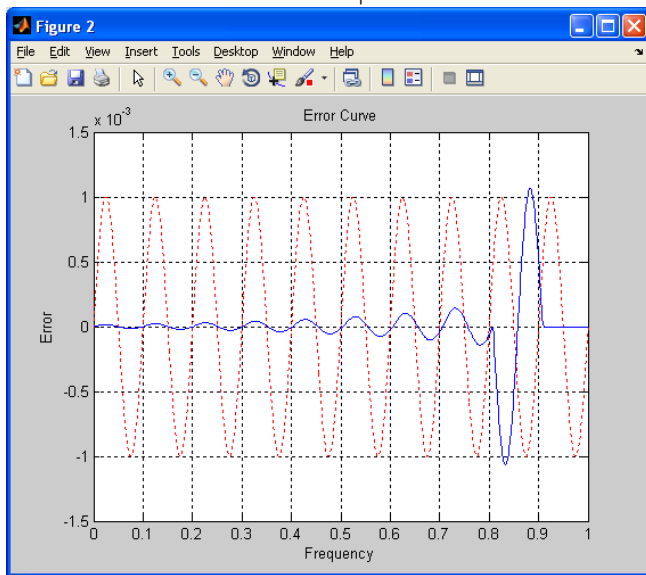 Figure 2
File Edit View Insert Tools Desktop Window Help
x 10-3
Error Curve
1.5
1
0.5
0
-0.5
-1
-1.5
Error
0 0.1 0.2 0.3 0.4 0.5 0.6 0.7 0.8 0.9 1
Frequency